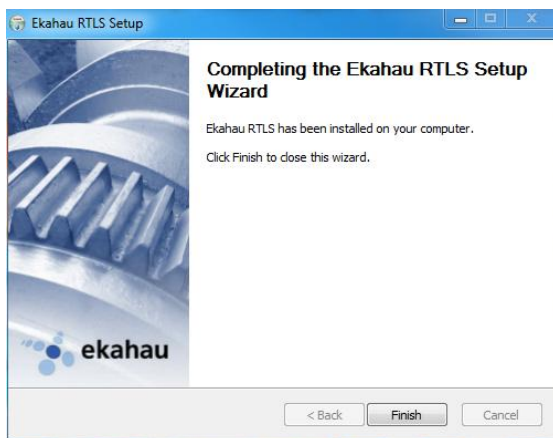 Ekahau RTLS Setup
Completing the Ekahau RTLS Setup
Wizard
Ekahau RTLS has been installed on your computer.
Click Finish to close this wizard.
ekahau
< Back
Finish
Cancel